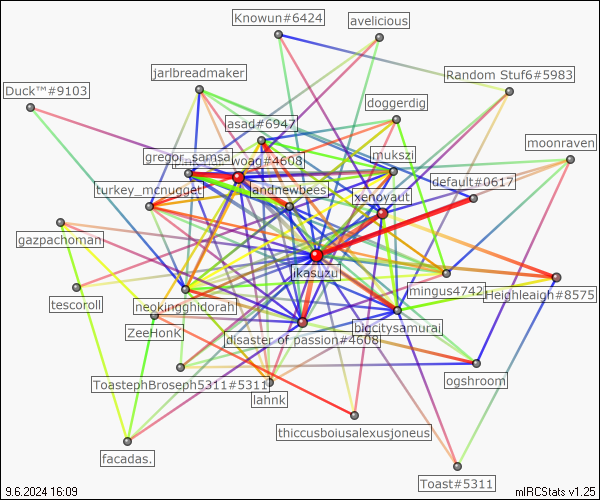 Knowun#6424
avelicious
jarlbreadmaker
Random Stuf6#5983
Duck™#9103
doggerdig
asad#6947
moonraven
gregor_samsa
woag#4608
mukszi
default#0617
turkey_mcnugget
landnewbees
xenoyaut
gazpachoman
ikasuzu
tescoroll
neokingghidorah
mingus4742
Heighleaigh#8575
ZeeHonK
bigcitysamurai
disaster of passion#4608
ToastephBroseph5311#5311
ogshroom
lahnk
thiccusboiusalexusjoneus
facadas.
Toast#5311
9.6.2024 16:09
mIRCStats v1.25